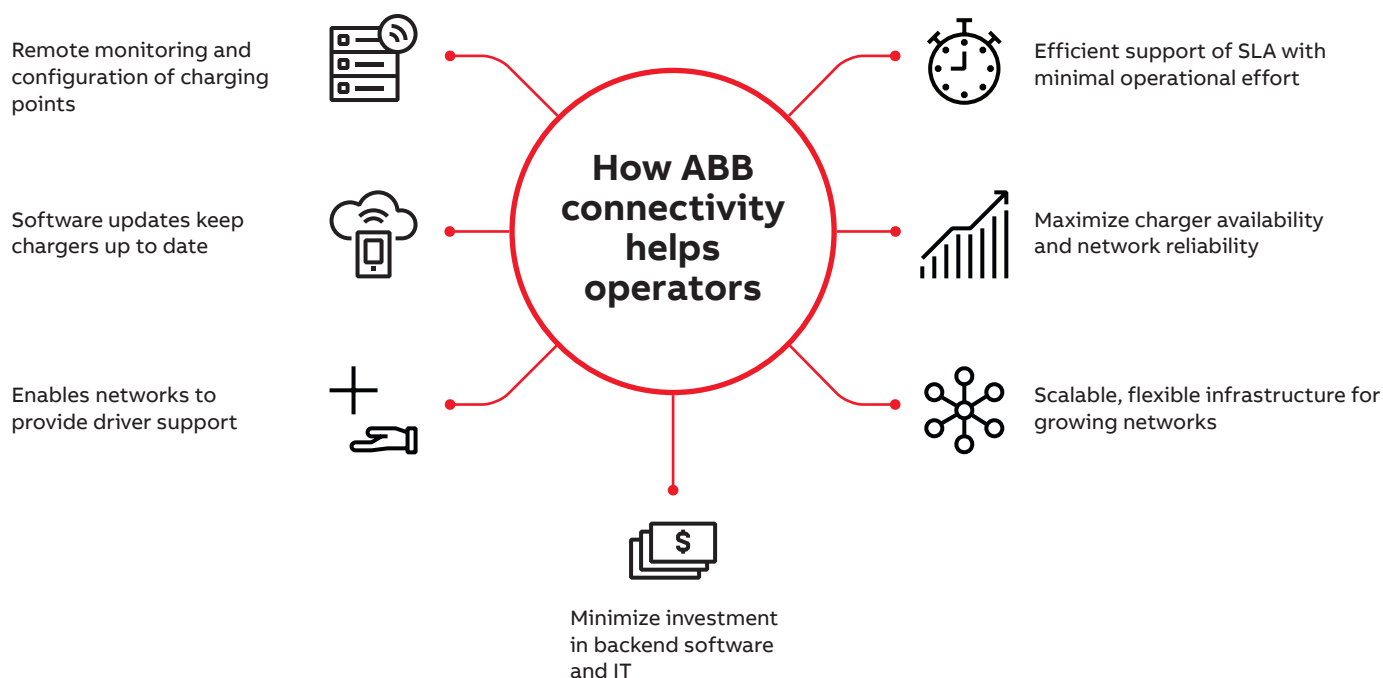 How ABB
connectivity
helps
operators
Remote monitoring and
configuration of charging
points
Software updates keep
chargers up to date
Enables networks to
provide driver support
Efficient support of SLA with
minimal operational effort
Maximize charger availability
and network reliability
Scalable, flexible infrastructure for
growing networks
$
Minimize investment
in backend software
and IT